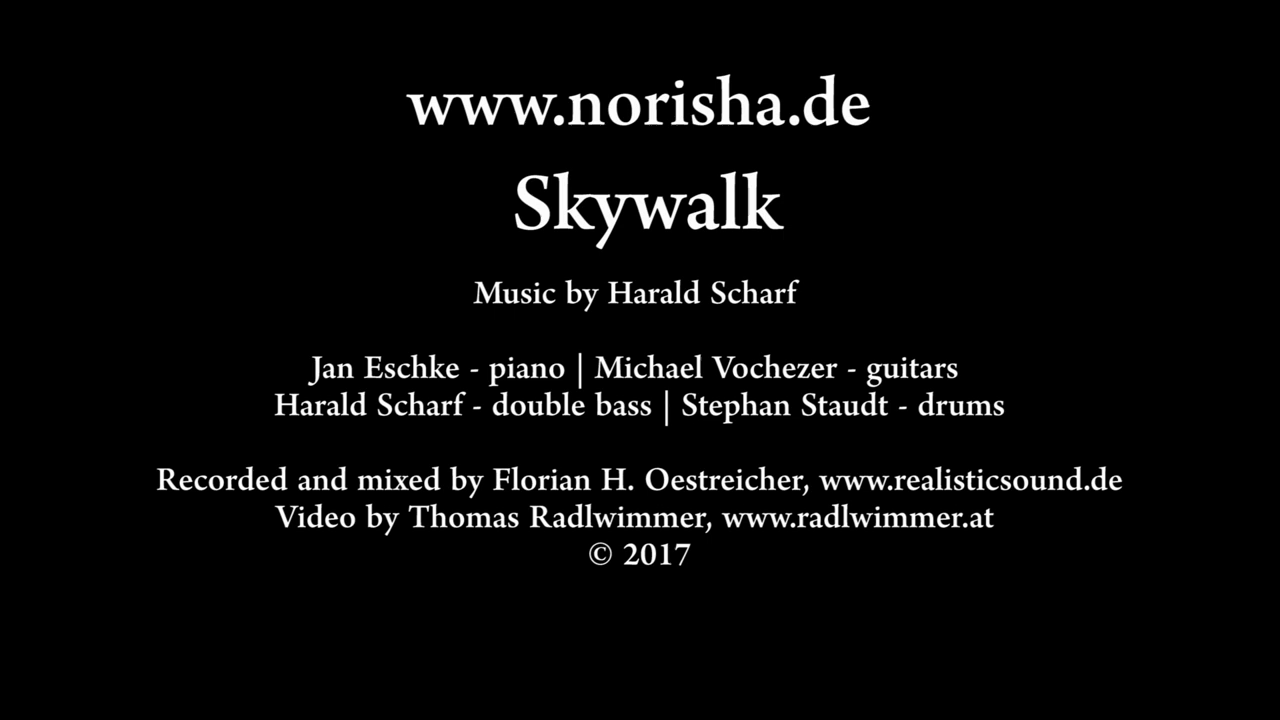 www.norisha.de
Skywalk
Music by Harald Scharf
Jan Eschke - piano | Michael Vochezer - guitars
Harald Scharf - double bass | Stephan Staudt - drums
Recorded and mixed by Florian H. Oestreicher, www.realisticsound.de
Video by Thomas Radlwimmer, www.radlwimmer.at
© 2017